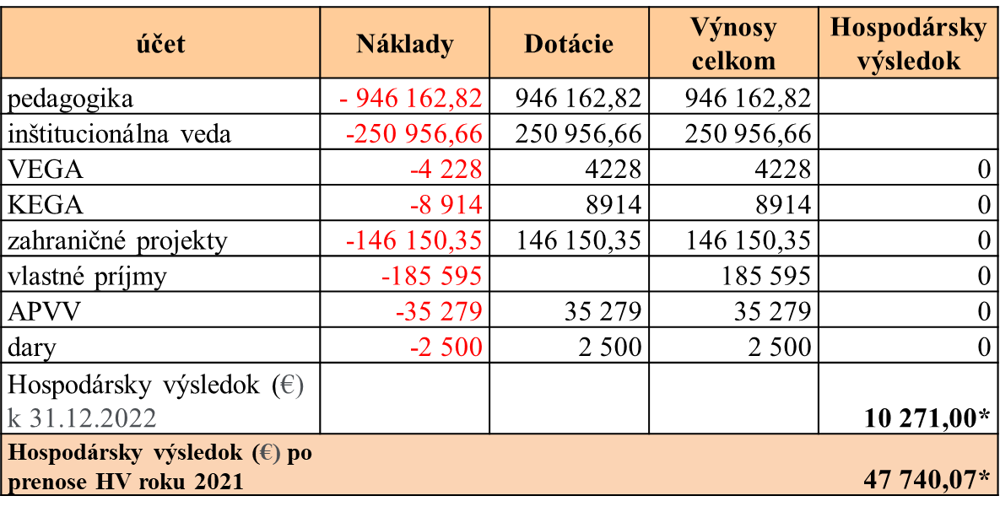 účet Náklady Dotácie Výnosy celkom Hospodársky výsledok
pedagogika - 946 162,82 946 162,82 946 162,82
inštitucionálna veda -250 956,66 250 956,66 250 956,66
VEGA -4 228 4228 4228 0
KEGA -8 914 8914 8914 0
zahraničné projekty -146 150,35 146 150,35 146 150,35 0
vlastné príjmy -185 595 185 595 0
APVV -35 279 35 279 35 279 0
dary -2 500 2 500 2 500 0
Hospodársky výsledok (€)
k 31.12.2022 10 271,00*
Hospodársky výsledok (€) po
prenose HV roku 2021 47 740,07*